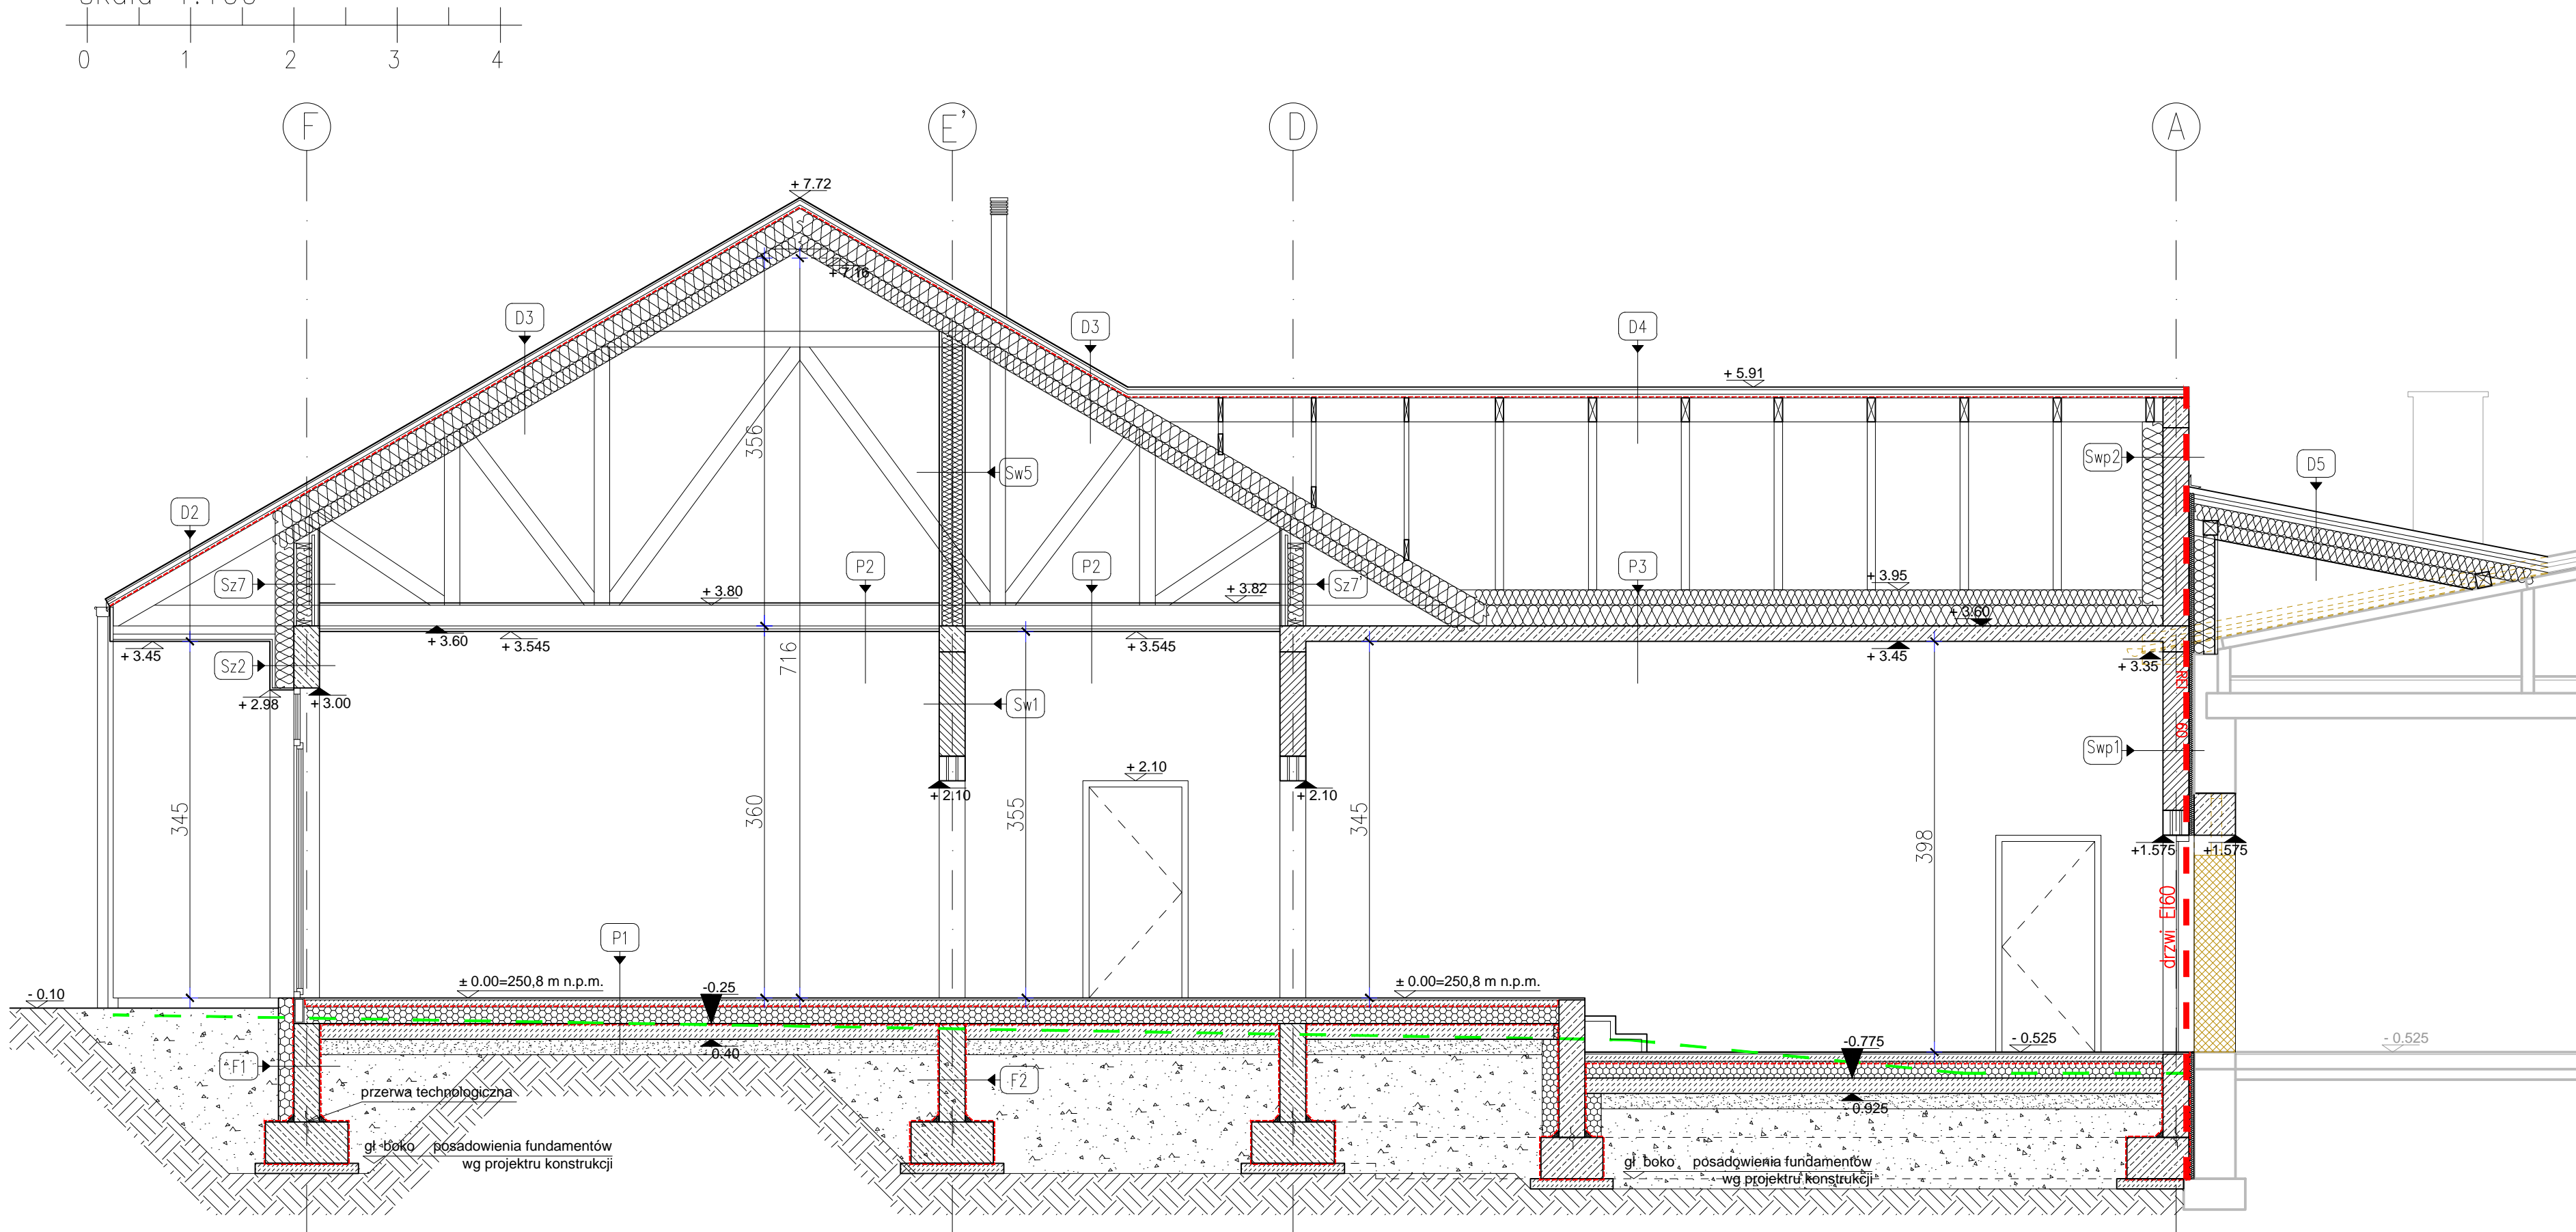 skala 1:100
0 1 2 3 4
F E' D A
+ 7.72
+ 7.16
D3
D3
D4
+ 5.91
356
Sw5
Swp2
D5
D2
Sz7
P2
P2
Sz7'
P3
+ 3.95
+ 3.80
+ 3.82
+ 3.60
+ 3.60
+ 3.45
+ 3.545
+ 3.545
+ 3.45
+ 3.35
716
Sz2
REI
60
+ 2.98
+ 3.00
Sw1
Swp1
+ 2.10
+ 2.10
+ 2.10
345
360
355
345
398
+1.575
+1.575
drzwi EI60
P1
± 0.00=250,8 m n.p.m.
-0.25
± 0.00=250,8 m n.p.m.
- 0.10
-0.775
- 0.525
- 0.525
0.40
F1
F2
przerwa technologiczna
- 0.925
gł boko posadowienia fundamentów
wg projektru konstrukcji
gł boko posadowienia fundamentów
wg projektru konstrukcji